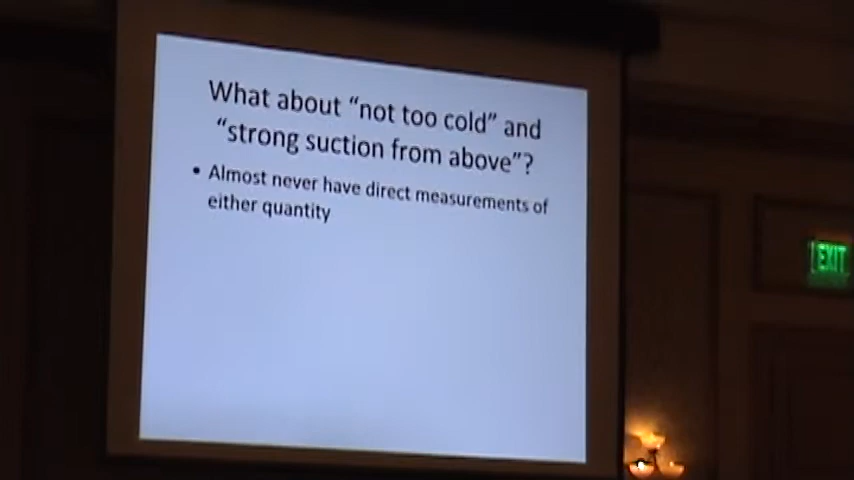 What about “not too cold” and
“strong suction from above”?
• Almost never have direct measurements of
either quantity
EXIT